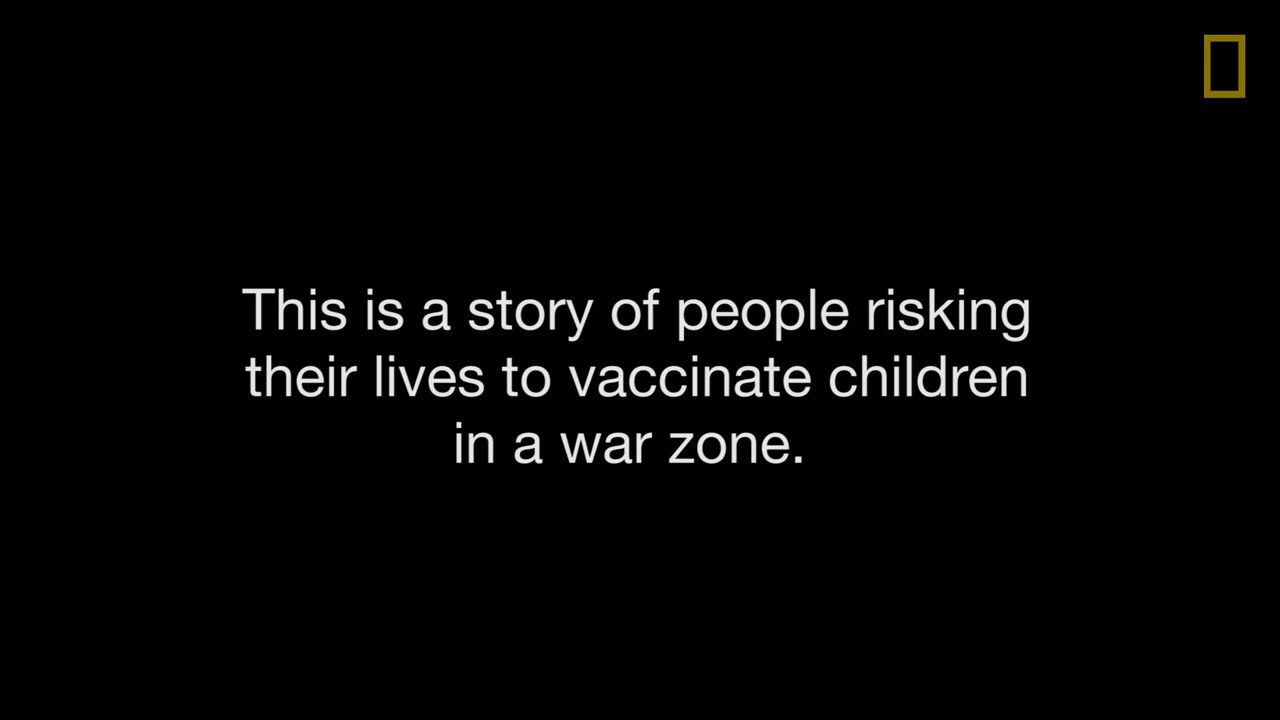 This is a story of people risking
their lives to vaccinate children
in a war zone.